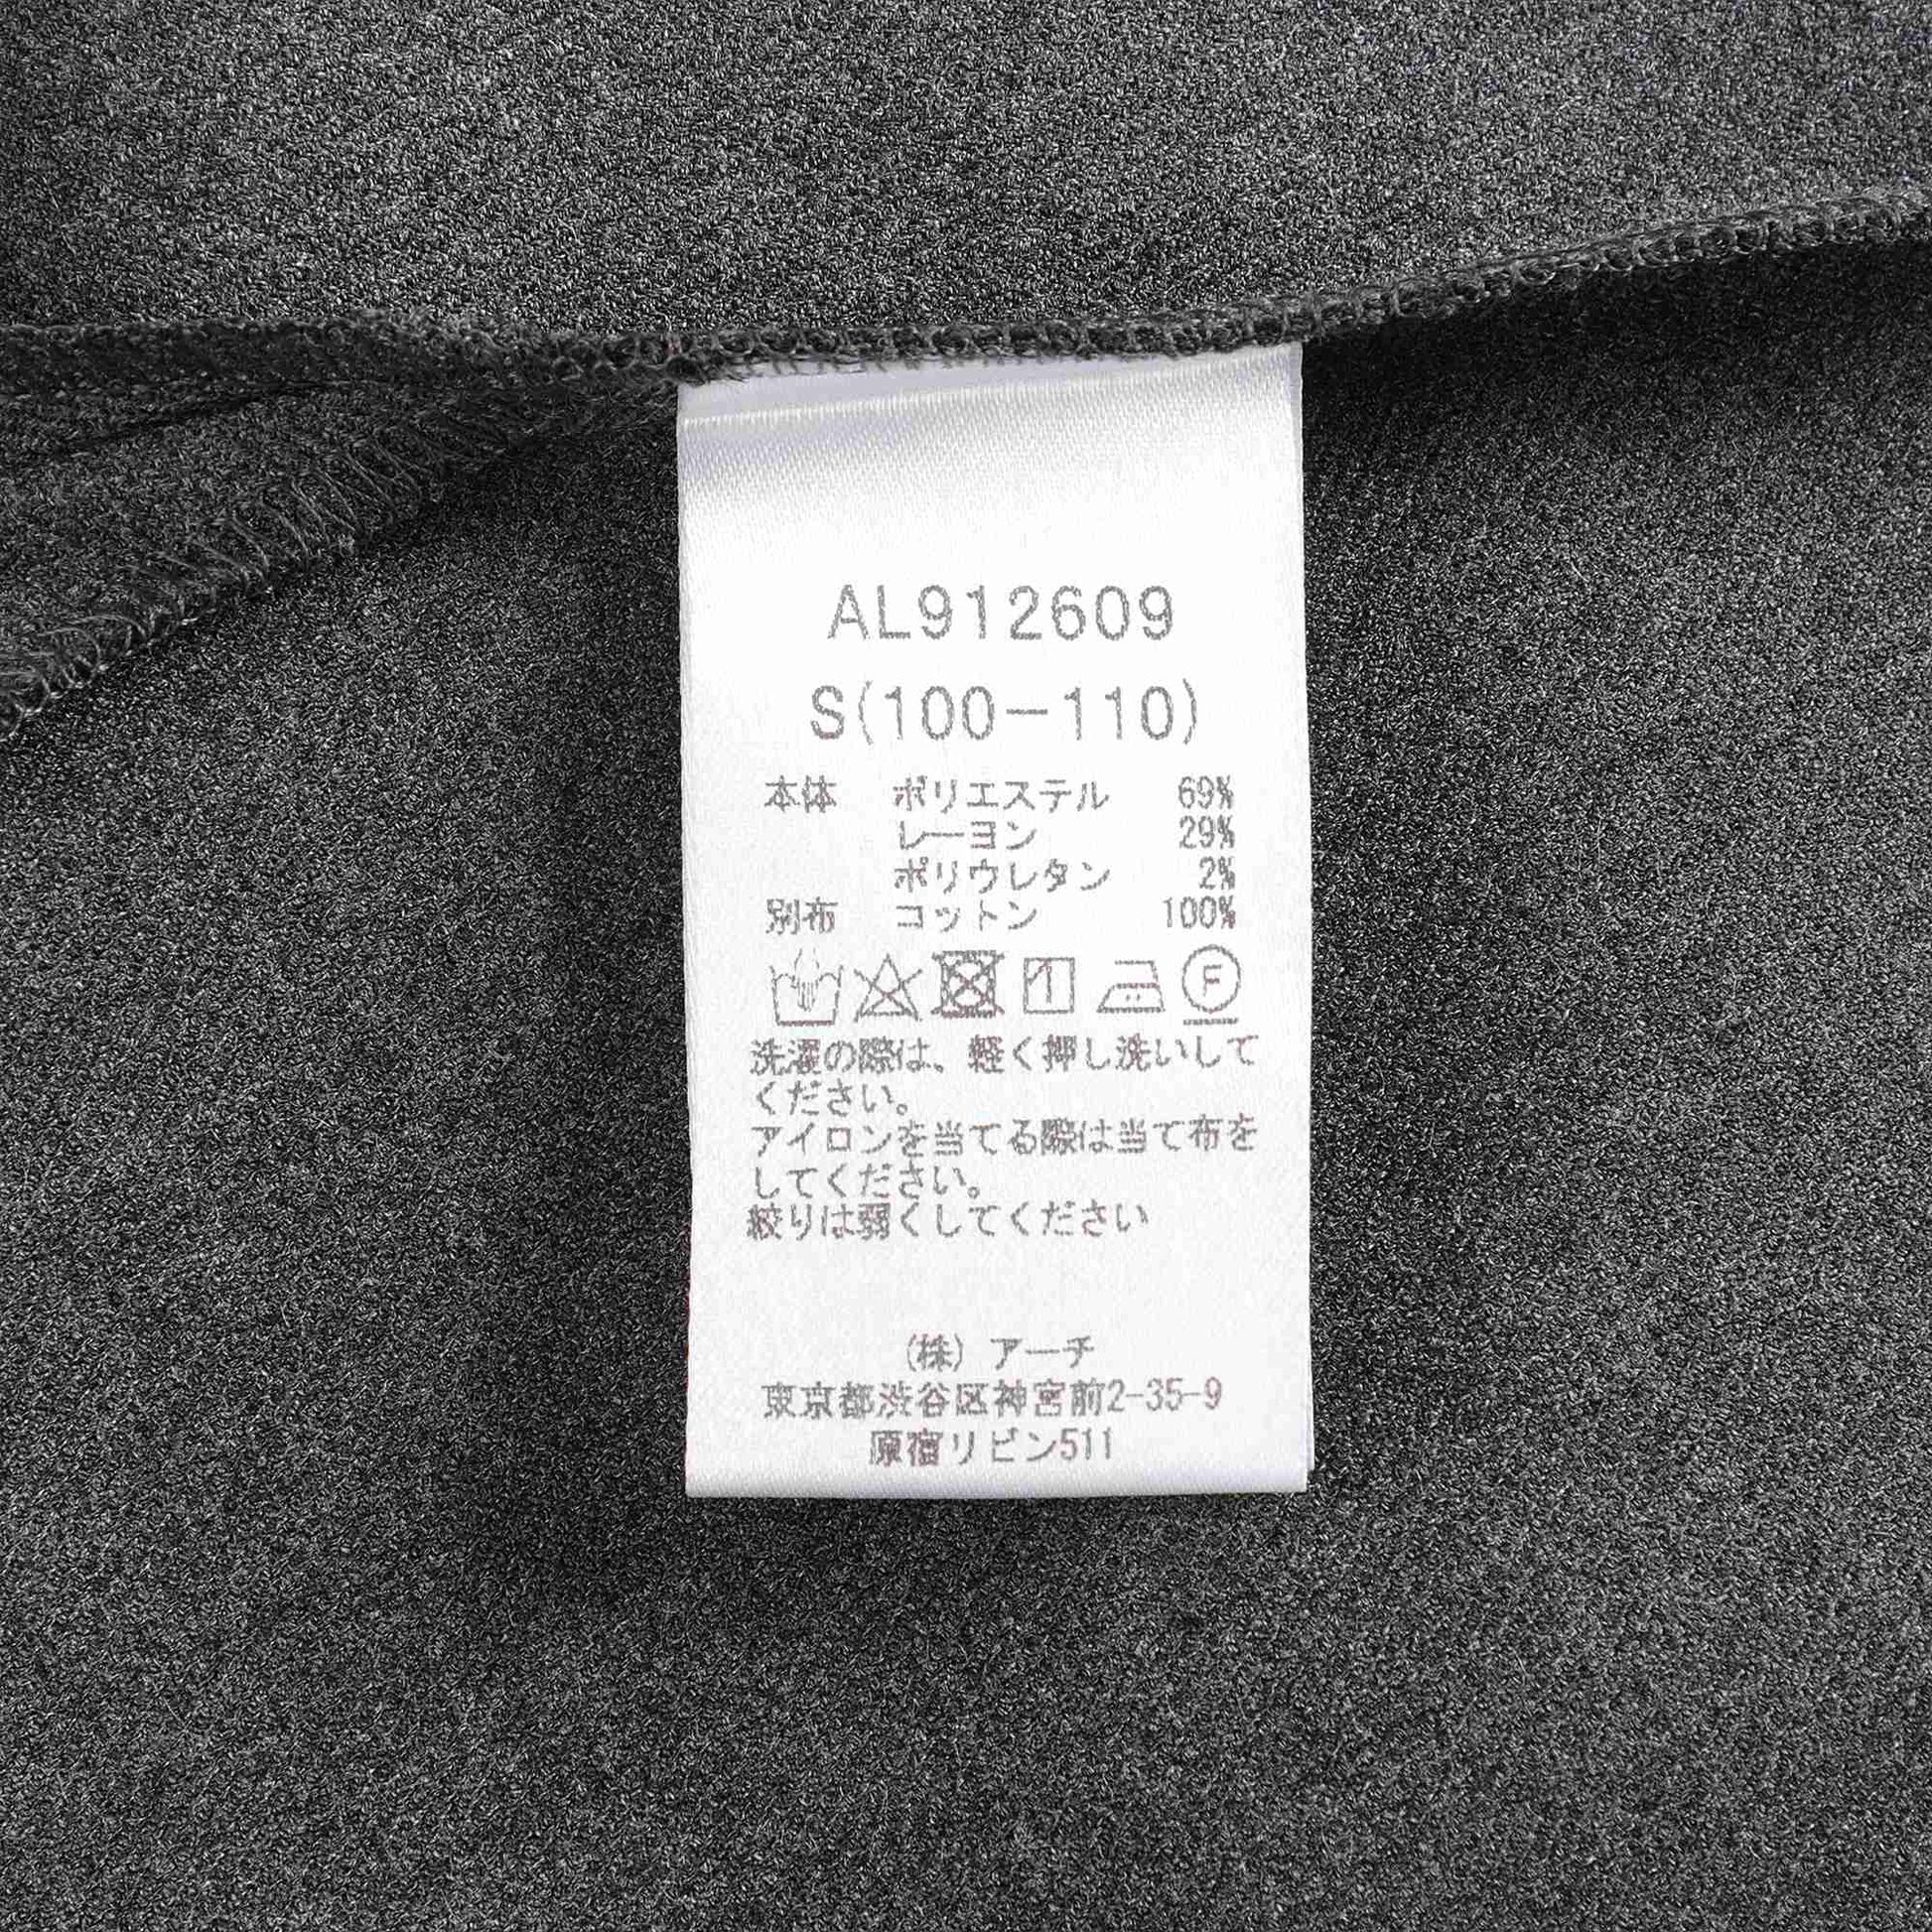 AL912609
S(100-110)
本体 ポリエステル 69%
レーヨン 29%
ポリウレタン 2%
別布 コットン 100%
1 F
洗濯の際は、軽く押し洗いして
ください。
アイロンを当てる際は当て布を
してください。
絞りは弱くしてください
(株) アーチ
東京都渋谷区神宮前2-35-9
原宿リビン511